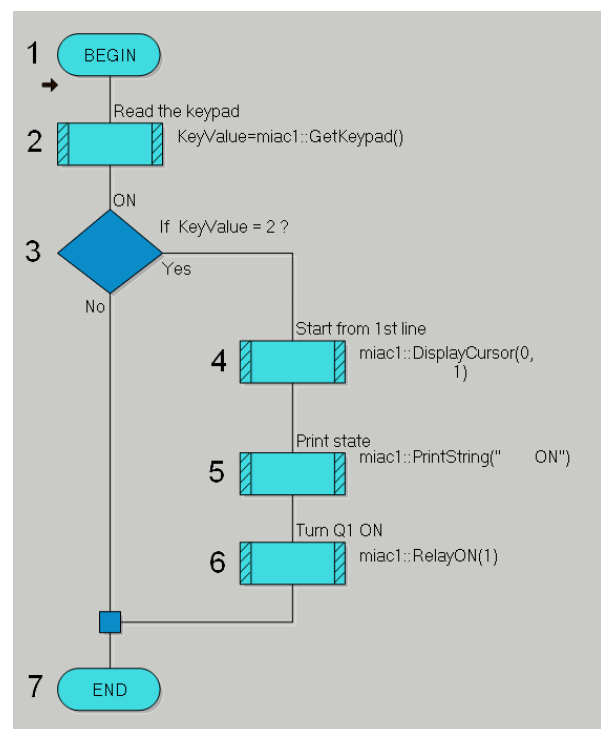 1 BEGIN
Read the keypad
2 KeyValue=miac1::GetKeypad()
ON
If KeyValue = 2 ?
3
Yes
No
Start from 1st line
4 miac1::DisplayCursor(0,
1)
Print state
5 miac1::PrintString("        ON")
Turn Q1 ON
6 miac1::RelayON(1)
7 END